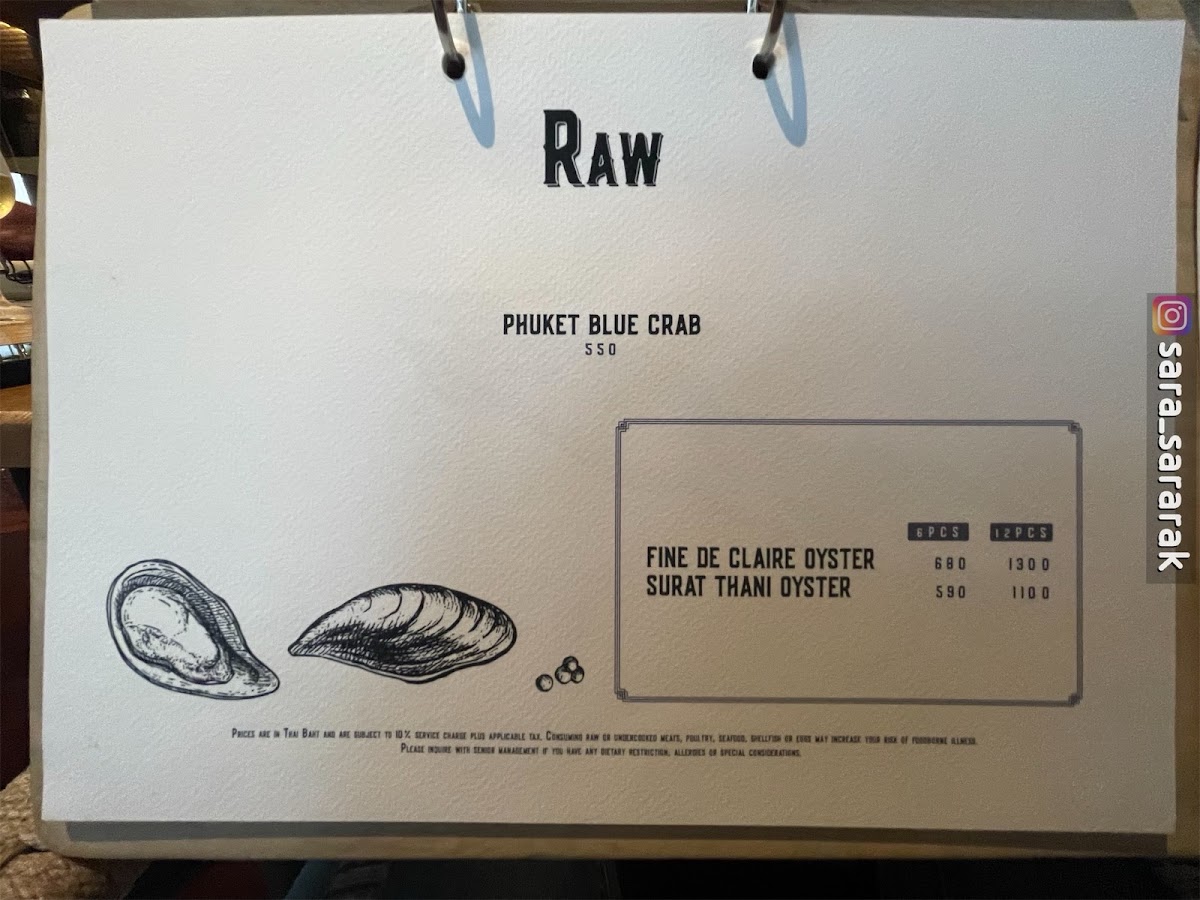 RAW
PHUKET BLUE CRAB
550
6PCS 12PCS
FINE DE CLAIRE OYSTER 680 1300
SURAT THANI OYSTER 590 1100
PRICES ARE IN THAI BAHT AND ARE SUBJECT TO 10% SERVICE CHARGE PLUS APPLICABLE TAX. CONSUMING RAW OR UNDERCOOKED MEATS, POULTRY, SEAFOOD, SHELLFISH OR EGGS MAY INCREASE YOUR RISK OF FOODBORNE ILLNESS.
PLEASE INQUIRE WITH SENIOR MANAGEMENT IF YOU HAVE ANY DIETARY RESTRICTION, ALLERGIES OR SPECIAL CONSIDERATIONS.
sara_sararak